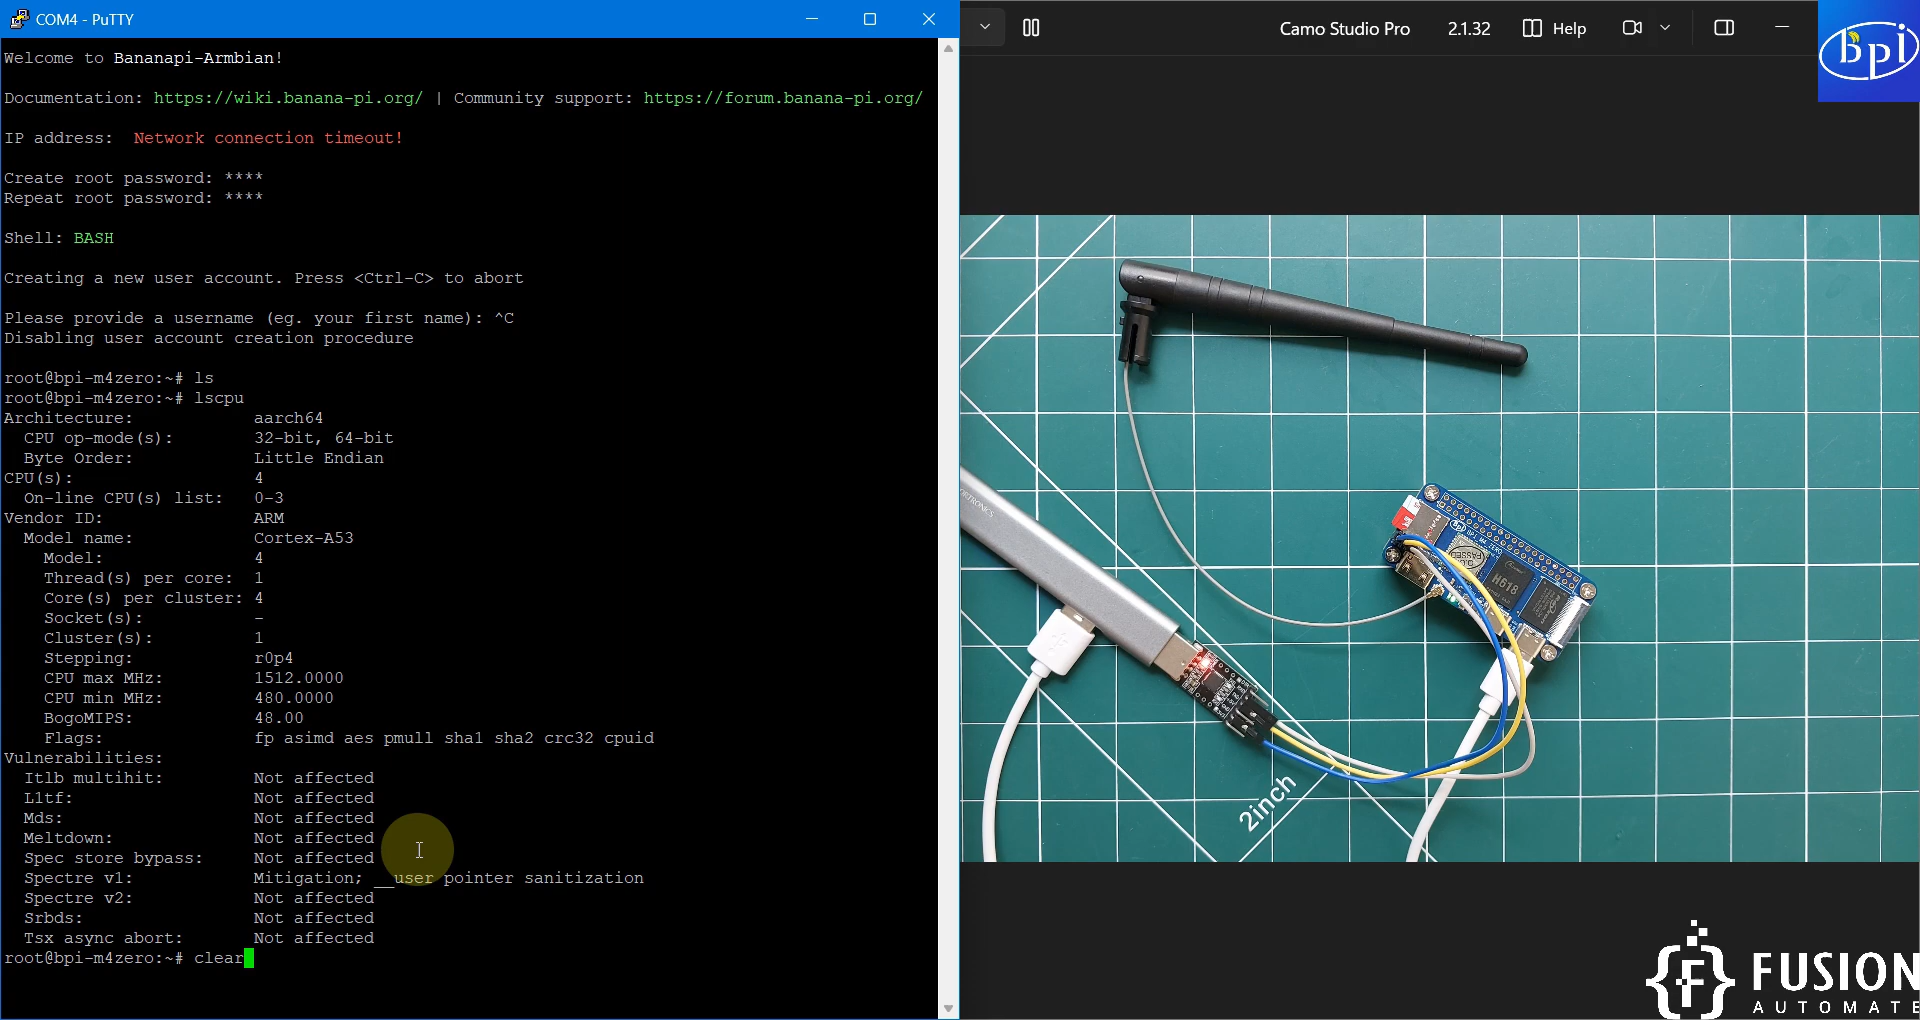 COM4 - PuTTY
Welcome to Bananapi-Armbian!
Documentation: https://wiki.banana-pi.org/ | Community support: https://forum.banana-pi.org/
IP address:  Network connection timeout!
Create root password: ****
Repeat root password: ****
Shell: BASH
Creating a new user account. Press <Ctrl-C> to abort
Please provide a username (eg. your first name): ^C
Disabling user account creation procedure
root@bpi-m4zero:~# ls
root@bpi-m4zero:~# lscpu
Architecture: aarch64
CPU op-mode(s): 32-bit, 64-bit
Byte Order: Little Endian
CPU(s): 4
On-line CPU(s) list: 0-3
Vendor ID: ARM
Model name: Cortex-A53
Model: 4
Thread(s) per core: 1
Core(s) per cluster: 4
Socket(s): -
Cluster(s): 1
Stepping: r0p4
CPU max MHz: 1512.0000
CPU min MHz: 480.0000
BogoMIPS: 48.00
Flags: fp asimd aes pmull sha1 sha2 crc32 cpuid
Vulnerabilities:
Itlb multihit: Not affected
L1tf: Not affected
Mds: Not affected
Meltdown: Not affected
Spec store bypass: Not affected
Spectre v1: Mitigation; __user pointer sanitization
Spectre v2: Not affected
Srbds: Not affected
Tsx async abort: Not affected
root@bpi-m4zero:~# clear
Camo Studio Pro 2.1.32 Help
bpi
H618
2inch
FUSION
AUTOMATE